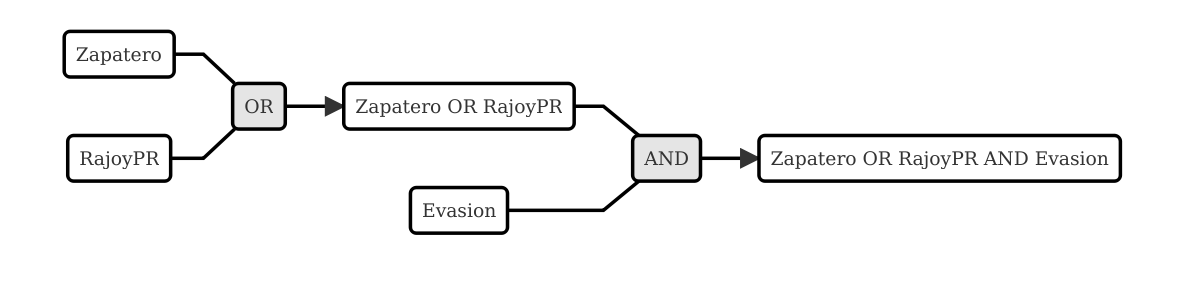 Zapatero
OR
Zapatero OR RajoyPR
RajoyPR
AND
Zapatero OR RajoyPR AND Evasion
Evasion